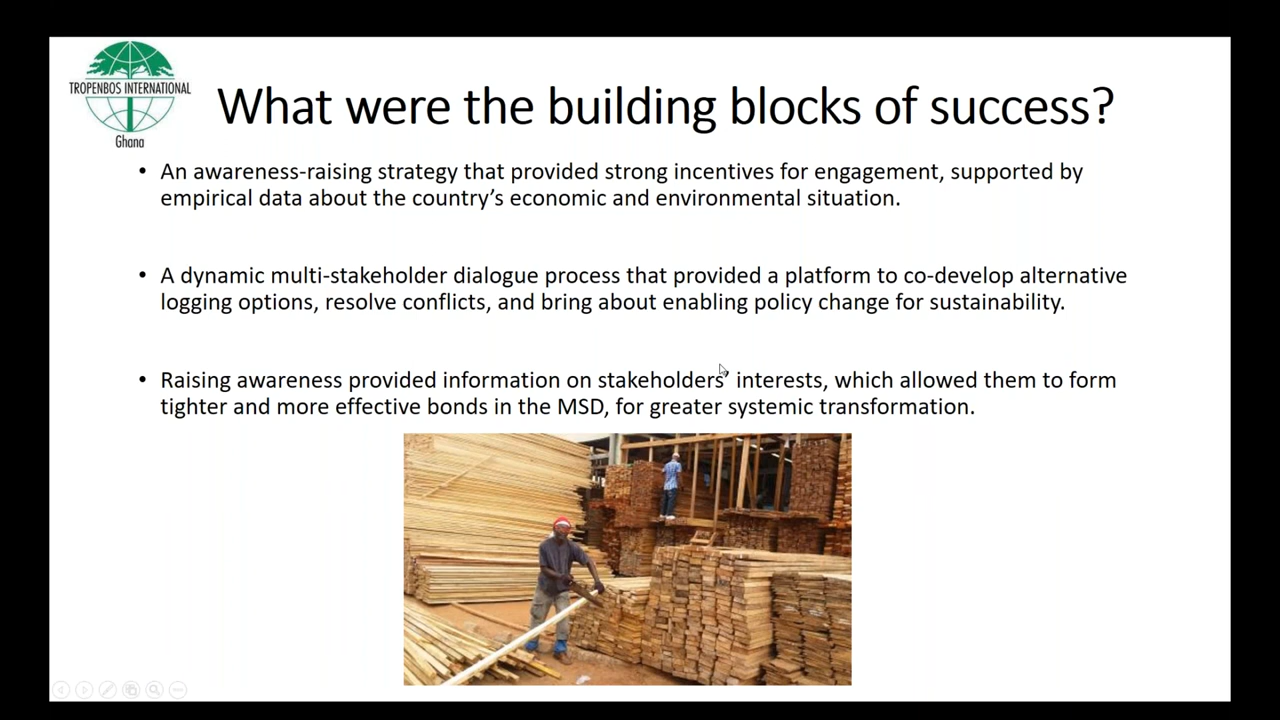 TROPENBOS INTERNATIONAL
Ghana
What were the building blocks of success?
• An awareness-raising strategy that provided strong incentives for engagement, supported by
empirical data about the country’s economic and environmental situation.
• A dynamic multi-stakeholder dialogue process that provided a platform to co-develop alternative
logging options, resolve conflicts, and bring about enabling policy change for sustainability.
• Raising awareness provided information on stakeholders’ interests, which allowed them to form
tighter and more effective bonds in the MSD, for greater systemic transformation.